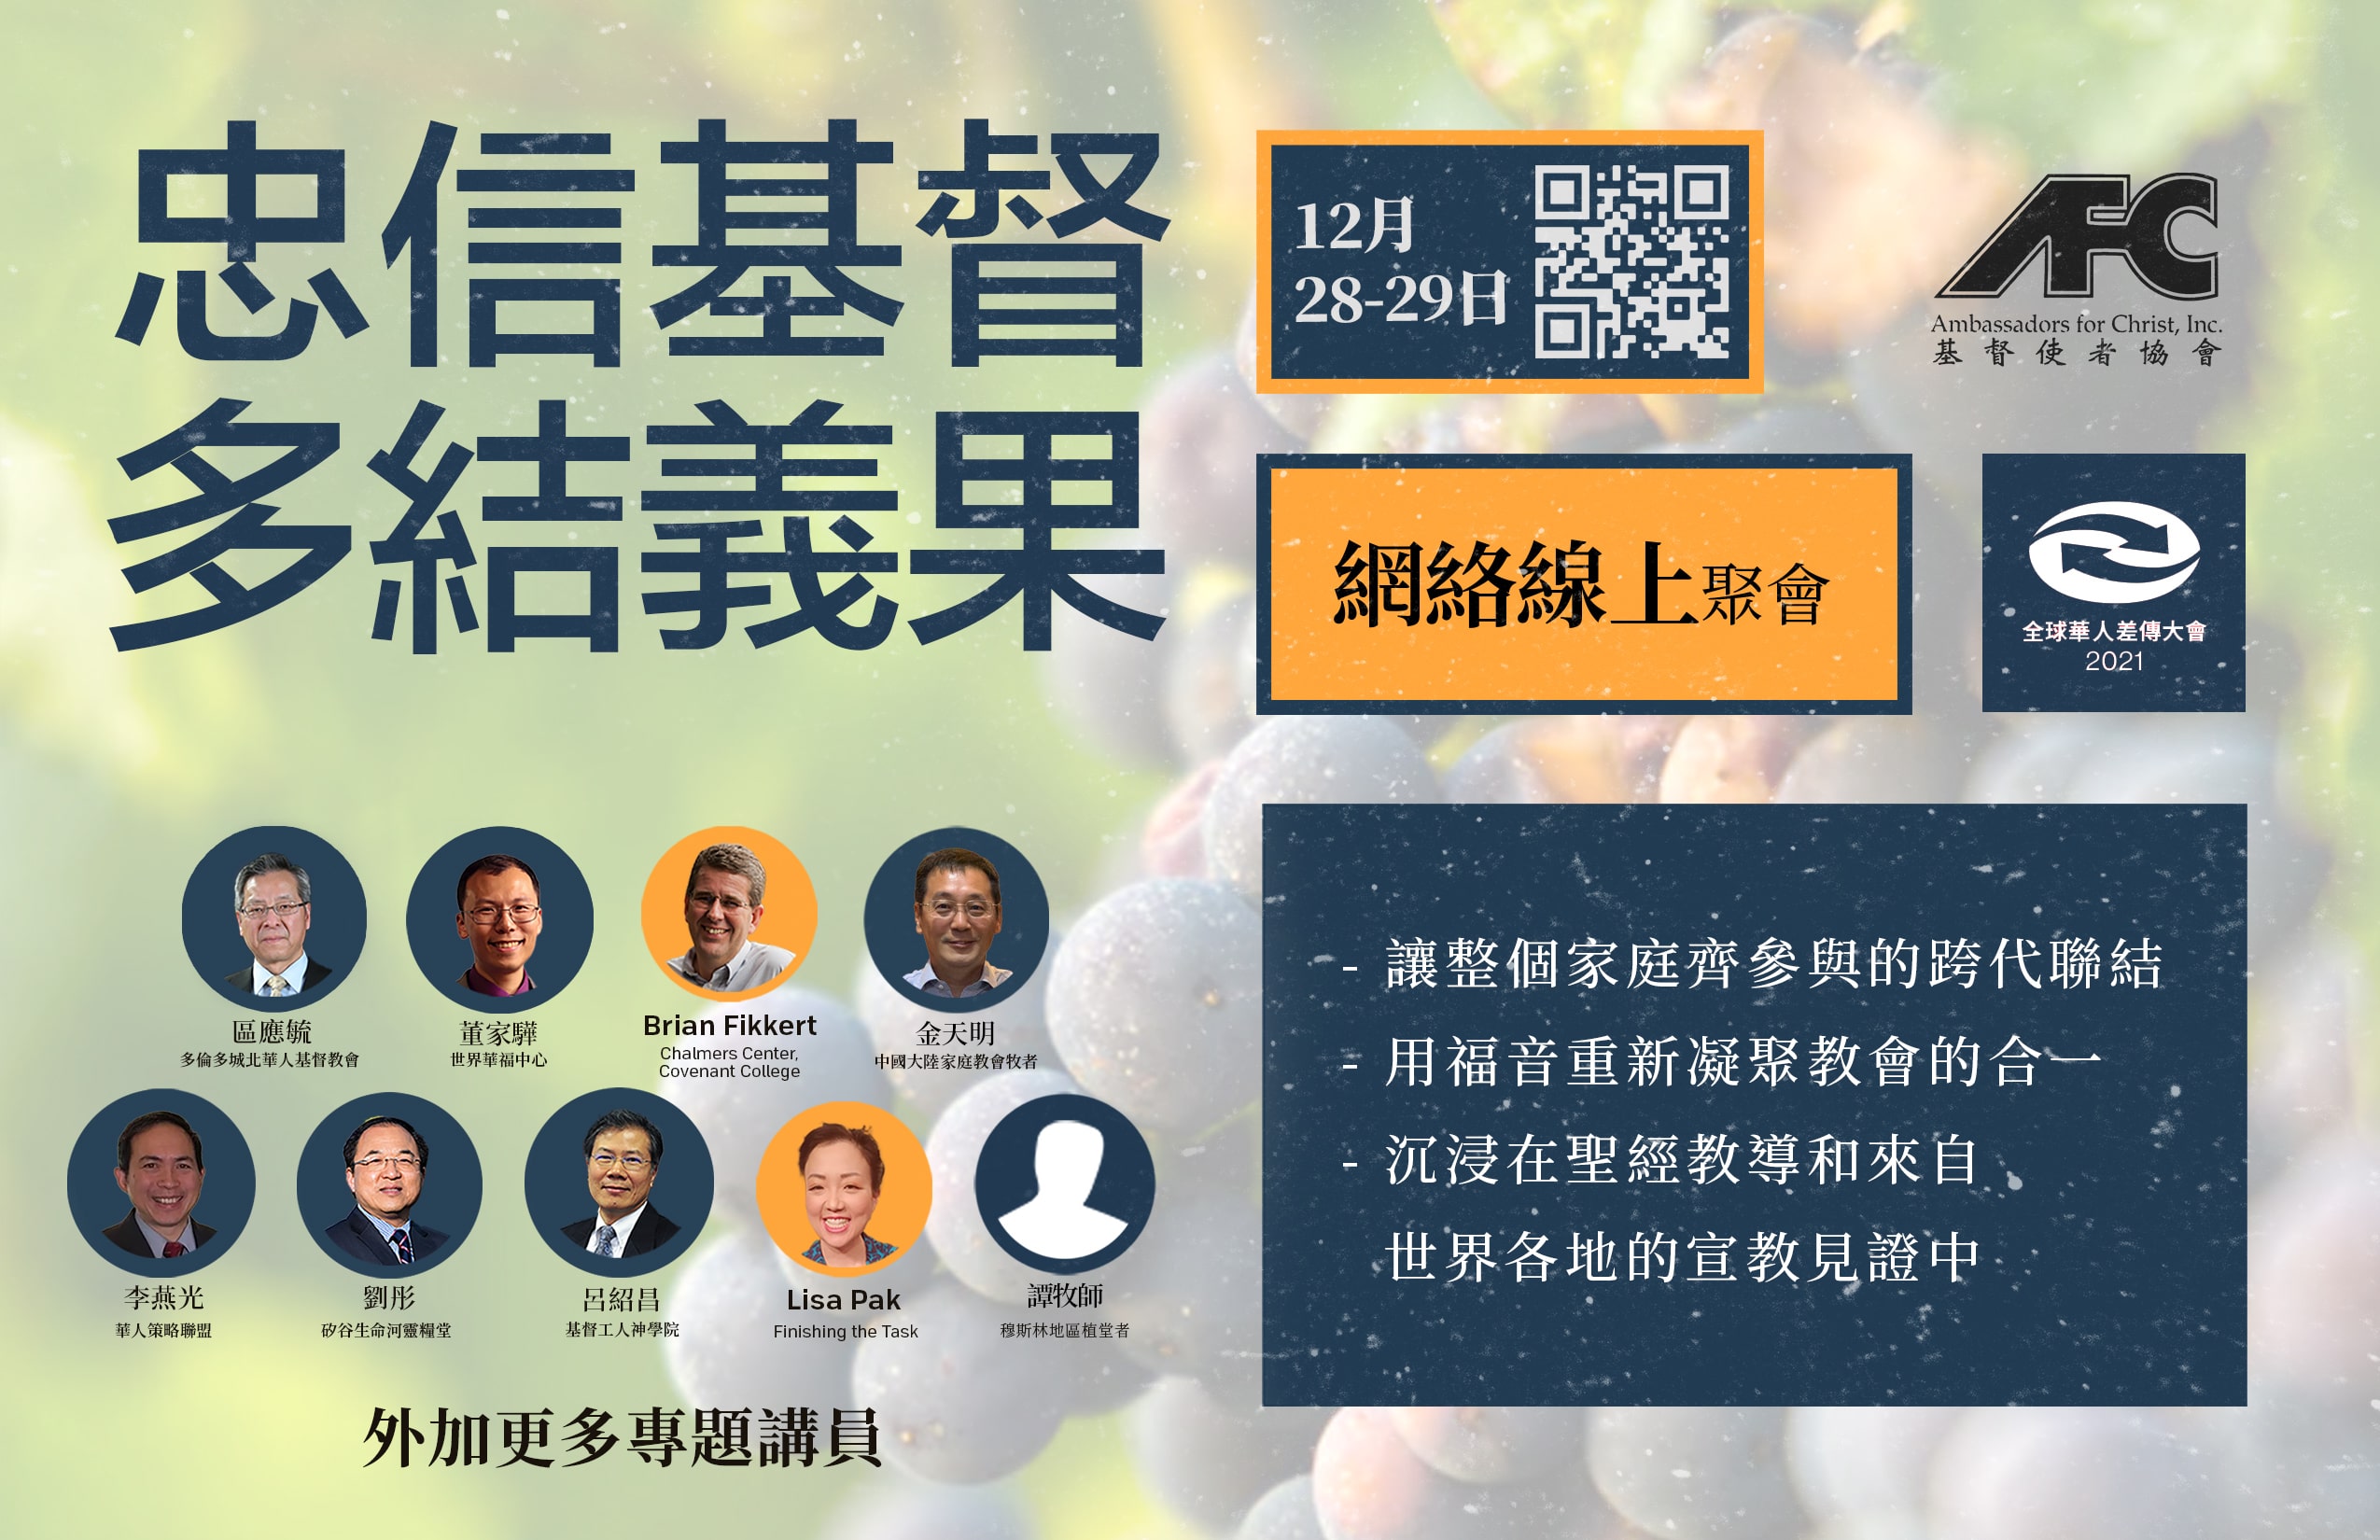 忠信基督
多結義果
12月
28-29日
AFC
Ambassadors for Christ, Inc.
基督使者協會
網絡線上聚會
全球華人差傳大會
2021
區應毓
多倫多城北華人基督教會
董家驊
世界華福中心
Brian Fikkert
Chalmers Center,
Covenant College
金天明
中國大陸家庭教會牧者
李燕光
華人策略聯盟
劉彤
矽谷生命河靈糧堂
呂紹昌
基督工人神學院
Lisa Pak
Finishing the Task
譚牧師
穆斯林地區植堂者
外加更多專題講員
- 讓整個家庭齊參與的跨代聯結
- 用福音重新凝聚教會的合一
- 沉浸在聖經教導和來自
世界各地的宣教見證中